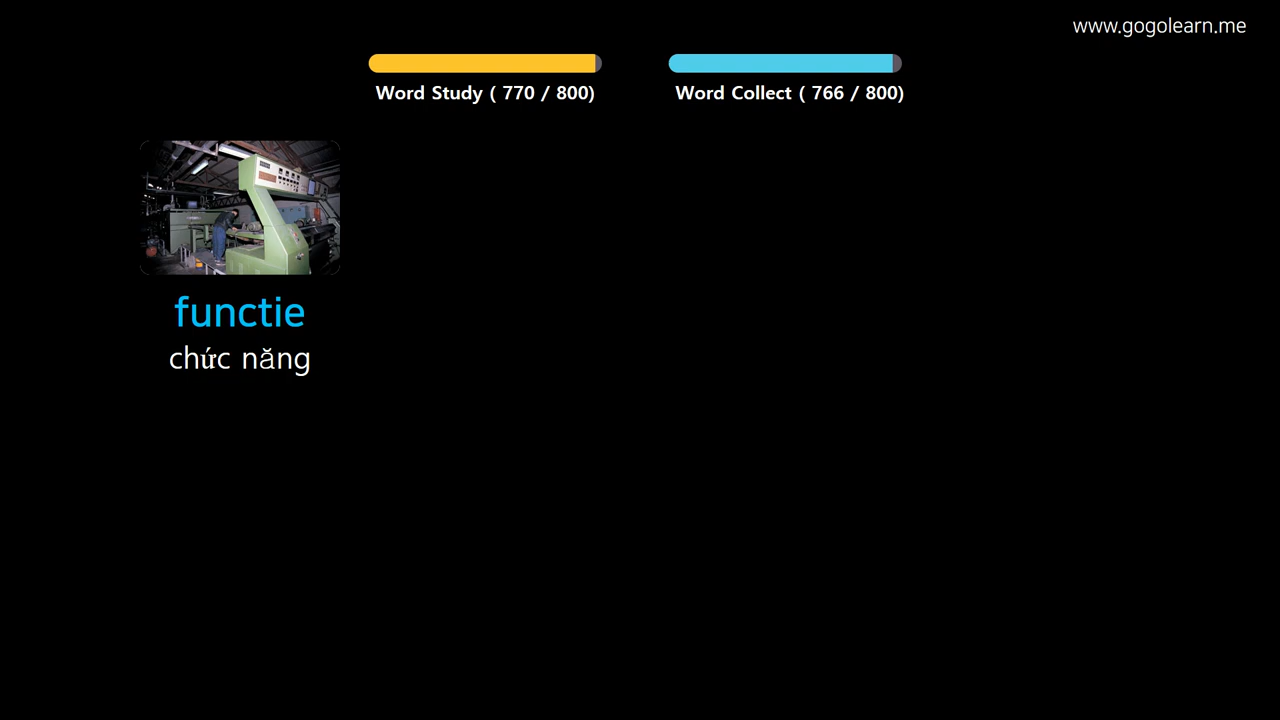 www.gogolearn.me
Word Study ( 770 / 800)
Word Collect ( 766 / 800)
functie
chức năng